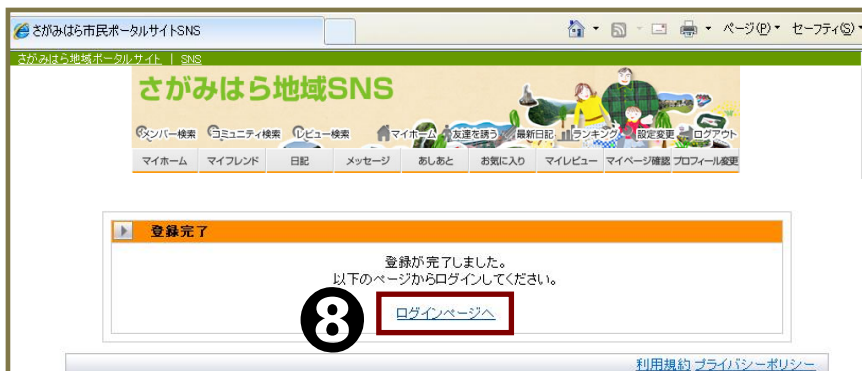 さがみはら市民ポータルサイトSNS
ページ(P) セーフティ(S)
さがみはら地域ポータルサイト | SNS
さがみはら地域SNS
メンバー検索 コミュニティ検索 レビュー検索 マイホーム 友達を誘う 最新日記 ランキング 設定変更 ログアウト
マイホーム マイフレンド 日記 メッセージ あしあと お気に入り マイレビュー マイページ確認 プロフィール変更
登録完了
登録が完了しました。
以下のページからログインしてください。
8 ログインページへ
利用規約 プライバシーポリシー